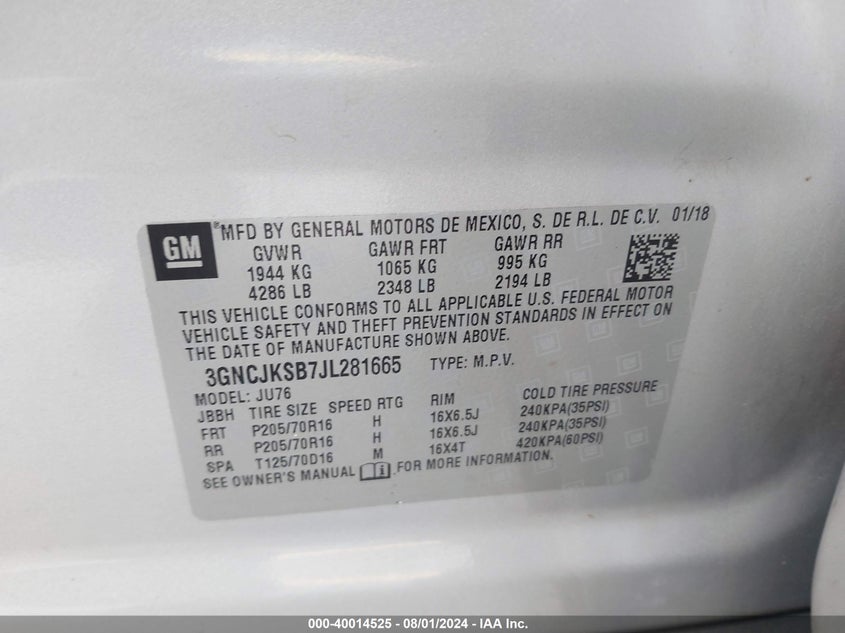 GM
®MFD BY GENERAL MOTORS DE MEXICO, S. DE R.L. DE C.V. 01/18
GVWR GAWR FRT GAWR RR
1944 KG 1065 KG 995 KG
4286 LB 2348 LB 2194 LB
THIS VEHICLE CONFORMS TO ALL APPLICABLE U.S. FEDERAL MOTOR
VEHICLE SAFETY AND THEFT PREVENTION STANDARDS IN EFFECT ON
THE DATE OF MANUFACTURE SHOWN ABOVE.
3GNCJKSB7JL281665 TYPE: M.P.V.
MODEL: JU76
JBBH TIRE SIZE SPEED RTG RIM COLD TIRE PRESSURE
FRT P205/70R16 H 16X6.5J 240KPA(35PSI)
RR P205/70R16 H 16X6.5J 240KPA(35PSI)
SPA T125/70D16 M 16X4T 420KPA(60PSI)
SEE OWNER'S MANUAL FOR MORE INFORMATION.
000-40014525 - 08/01/2024 - IAA Inc.